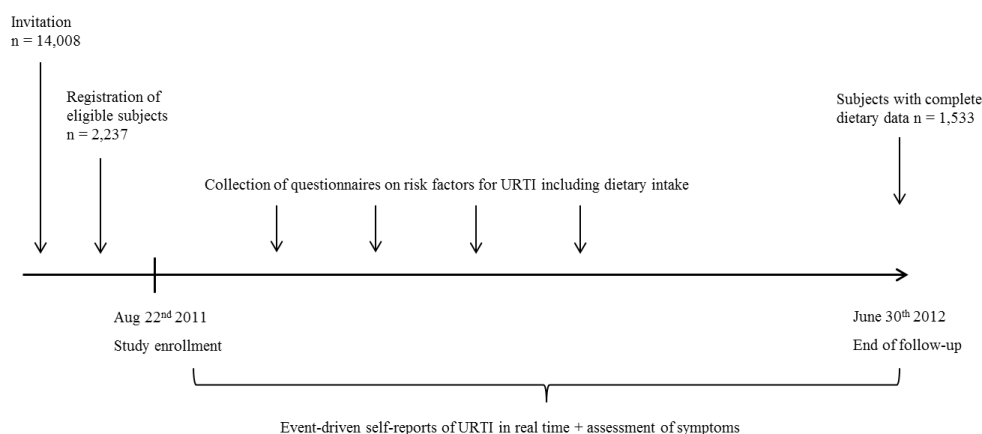 Invitation
n = 14,008
Registration of
eligible subjects
n = 2,237
Subjects with complete
dietary data n = 1,533
Collection of questionnaires on risk factors for URTI including dietary intake
Aug 22nd 2011
Study enrollment
June 30th 2012
End of follow-up
Event-driven self-reports of URTI in real time + assessment of symptoms